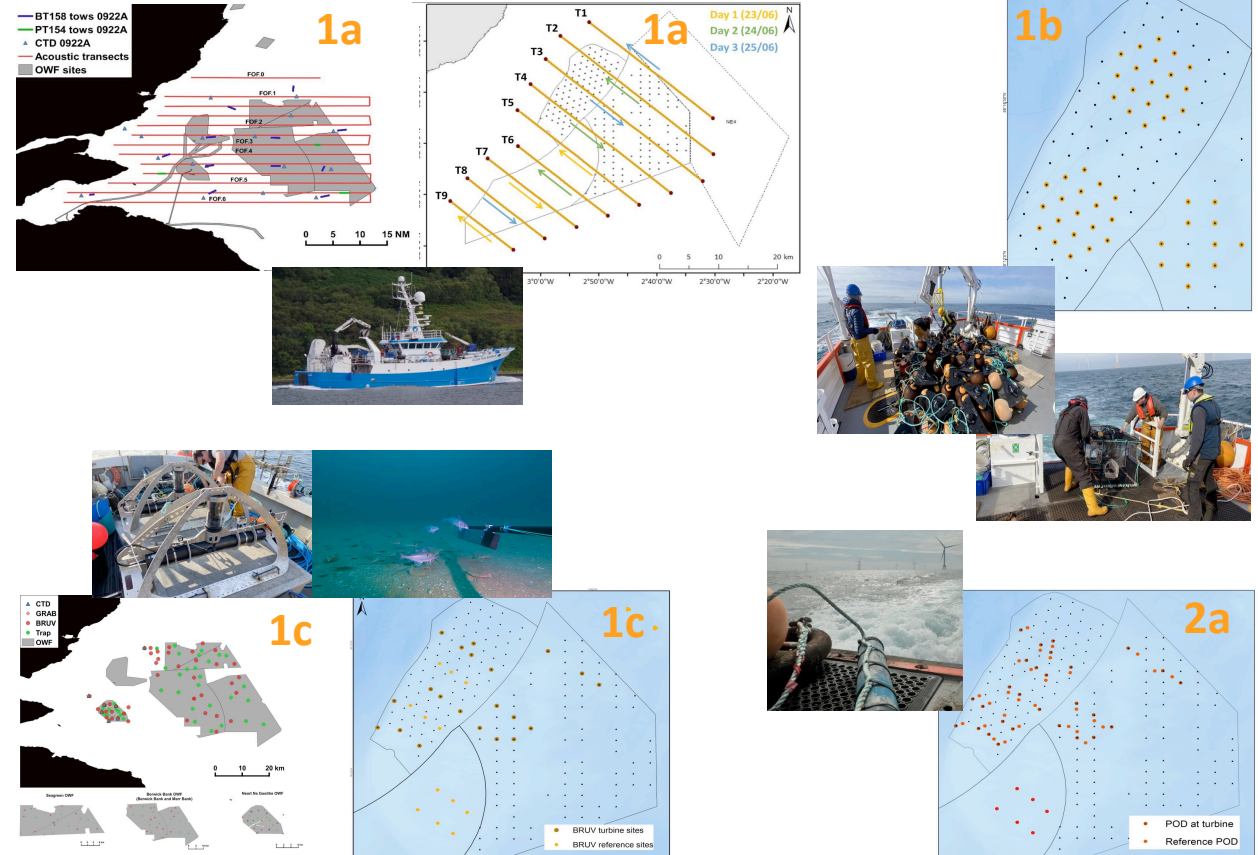 BT158 tows 0922A
PT154 tows 0922A
CTD 0922A
Acoustic transects
OWF sites
1a
FOF.0
FOF.1
FOF.2
FOF.3
FOF.4
FOF.5
FOF.6
0 5 10 15 NM
1a
Day 1 (23/06)
Day 2 (24/06)
Day 3 (25/06)
N
T1
T2
T3
T4
T5
T6
T7
T8
T9
NE4
0 10 20 km
3°0'0"W 2°50'0"W 2°40'0"W 2°30'0"W 2°20'0"W
1b
CTD
GRAB
BRUV
Trap
OWF
1c
0 10 20 km
Seagreen OWF
Berwick Bank OWF
(Berwick Bank and Marr Bank)
Neart Na Gaoithe OWF
1c
BRUV turbine sites
BRUV reference sites
2a
POD at turbine
Reference POD